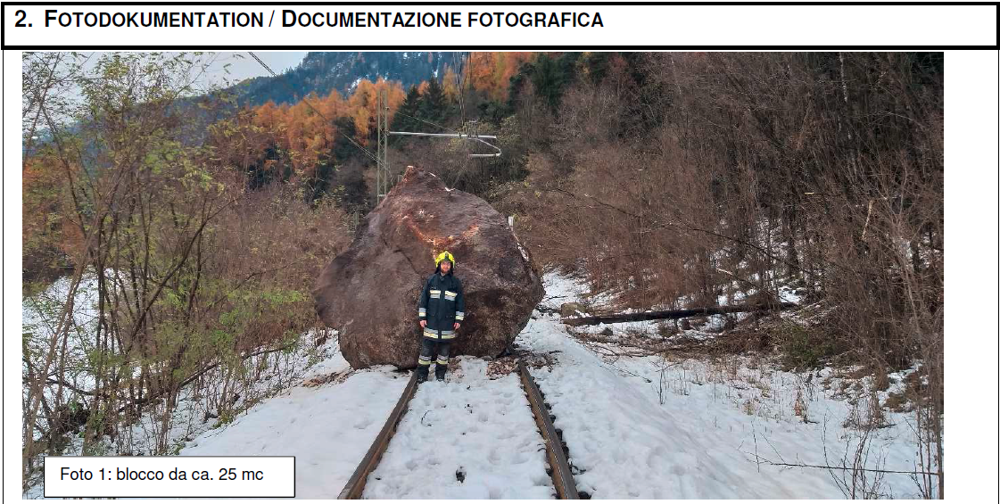 2. FOTODOKUMENTATION / DOCUMENTAZIONE FOTOGRAFICA
Foto 1: blocco da ca. 25 mc